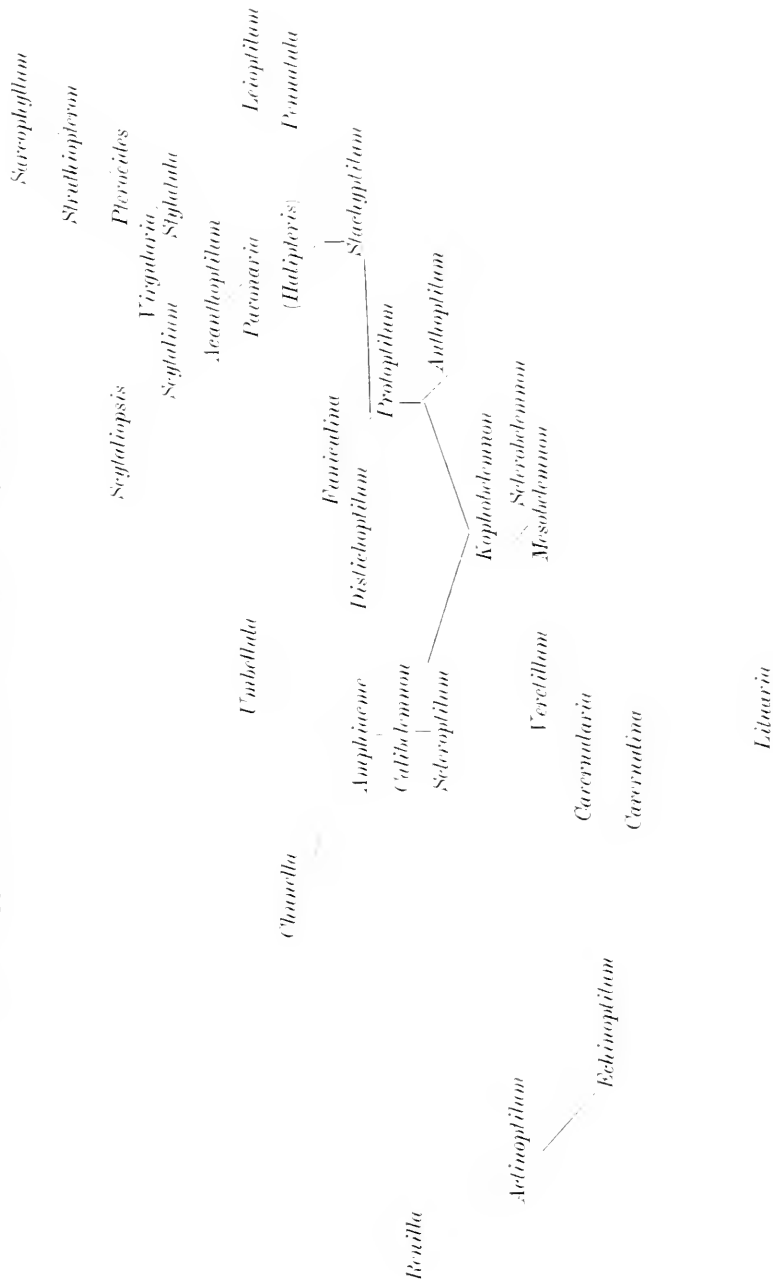 Sarcophyllum
Struthiopteron
Pteroeides
Virgularia
Stylatula
Scytaliopsis
Scytalium
Acanthoptilum
Pavonaria
Leioptilum
Pennatula
(Halipteris)
Stachyptilum
Umbellula
Chunella
Funiculina
Distichoptilum
Protoptilum
Anthoptilum
Amphiacme
Calibelemnon
Scleroptilum
Kophobelemnon
Sclerobelemnon
Mesobelemnon
Renilla
Actinoptilum
Echinoptilum
Veretillum
Cavernularia
Cavernulina
Lituaria